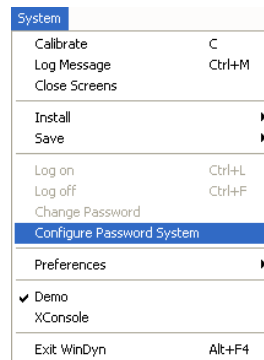 System
Calibrate C
Log Message Ctrl+M
Close Screens
Install
Save
Log on Ctrl+L
Log off Ctrl+F
Change Password
Configure Password System
Preferences
Demo
XConsole
Exit WinDyn Alt+F4